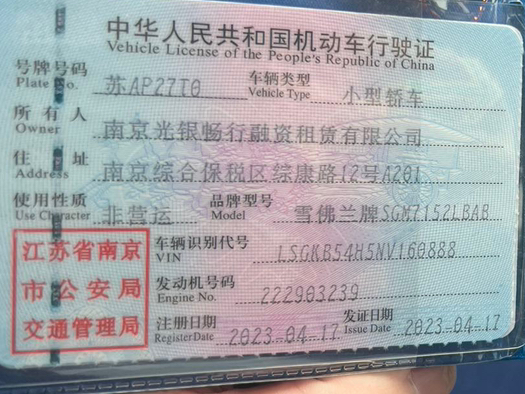 中华人民共和国机动车行驶证
Vehicle License of the People's Republic of China
号牌号码 Plate No. 苏AP27T0 车辆类型 Vehicle Type 小型轿车
所有人 Owner 南京光银畅行融资租赁有限公司
住址 Address 南京综合保税区综康路12号A201
使用性质 Use Character 非营运 品牌型号 Model 雪佛兰牌SGM7152LBAB
车辆识别代号 VIN LSGKB54H5NV160888
发动机号码 Engine No. 222903239
注册日期 Register Date 2023-04-17 发证日期 Issue Date 2023-04-17
江苏省南京
市公安局
交通管理局